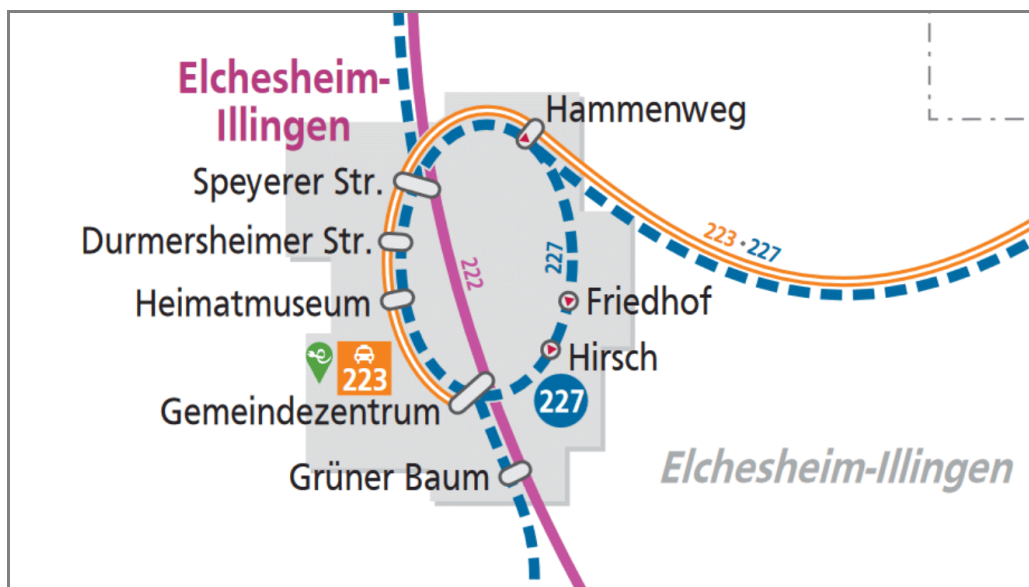 Elchesheim-
Illingen
Hammenweg
Speyerer Str.
223 · 227
Durmersheimer Str.
227
222
Heimatmuseum
Friedhof
Hirsch
223
Gemeindezentrum
227
Elchesheim-Illingen
Grüner Baum